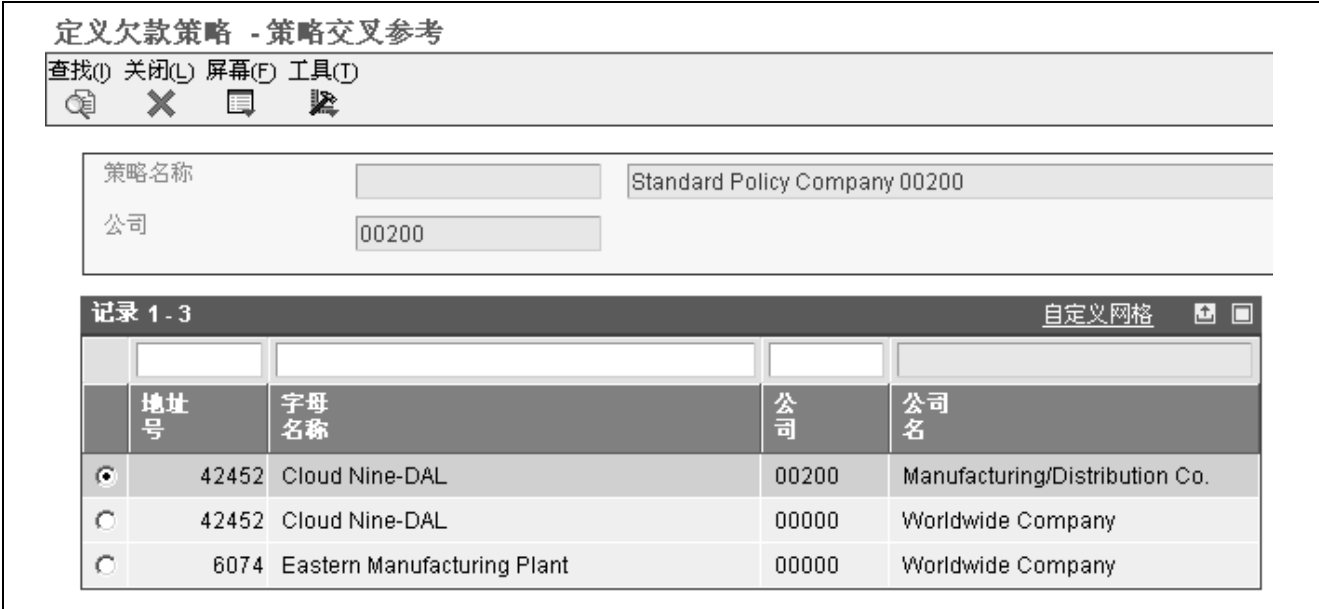 定义欠款策略 - 策略交叉参考
查找(I) 关闭(L) 屏幕(F) 工具(T)
策略名称 Standard Policy Company 00200
公司 00200
记录 1 - 3 自定义网格
地址号 字母名称 公司 公司名
42452 Cloud Nine-DAL 00200 Manufacturing/Distribution Co.
42452 Cloud Nine-DAL 00000 Worldwide Company
6074 Eastern Manufacturing Plant 00000 Worldwide Company